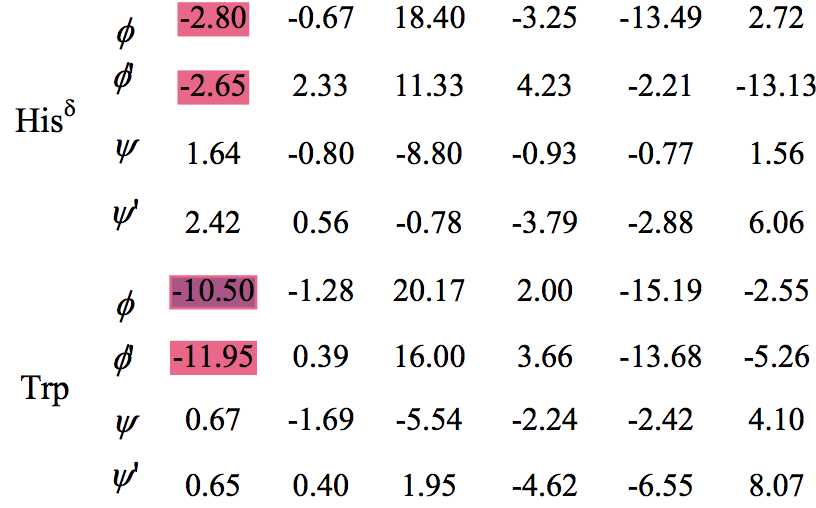 ϕ -2.80 -0.67 18.40 -3.25 -13.49 2.72
ϕ' -2.65 2.33 11.33 4.23 -2.21 -13.13
Hisδ
ψ 1.64 -0.80 -8.80 -0.93 -0.77 1.56
ψ' 2.42 0.56 -0.78 -3.79 -2.88 6.06
ϕ -10.50 -1.28 20.17 2.00 -15.19 -2.55
ϕ' -11.95 0.39 16.00 3.66 -13.68 -5.26
Trp
ψ 0.67 -1.69 -5.54 -2.24 -2.42 4.10
ψ' 0.65 0.40 1.95 -4.62 -6.55 8.07